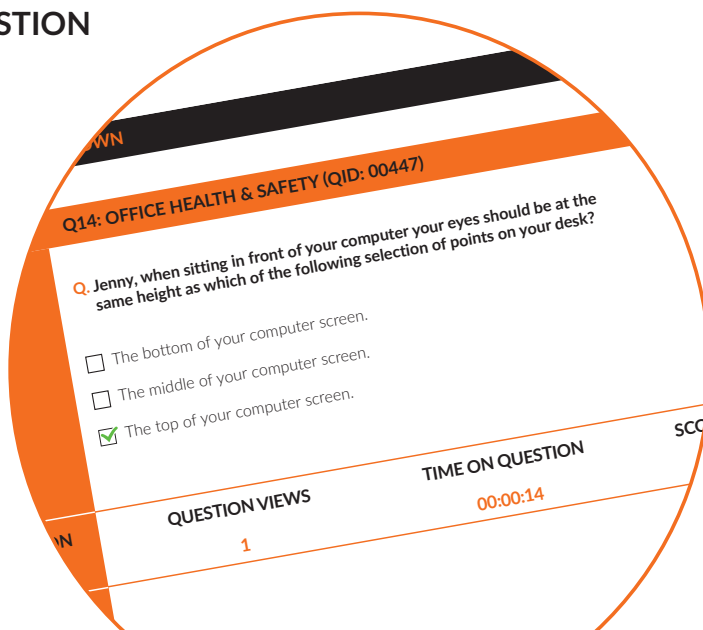 STION
WN
Q14: OFFICE HEALTH & SAFETY (QID: 00447)
Q. Jenny, when sitting in front of your computer your eyes should be at the
same height as which of the following selection of points on your desk?
The bottom of your computer screen.
The middle of your computer screen.
The top of your computer screen.
ON QUESTION VIEWS TIME ON QUESTION SCO
1 00:00:14